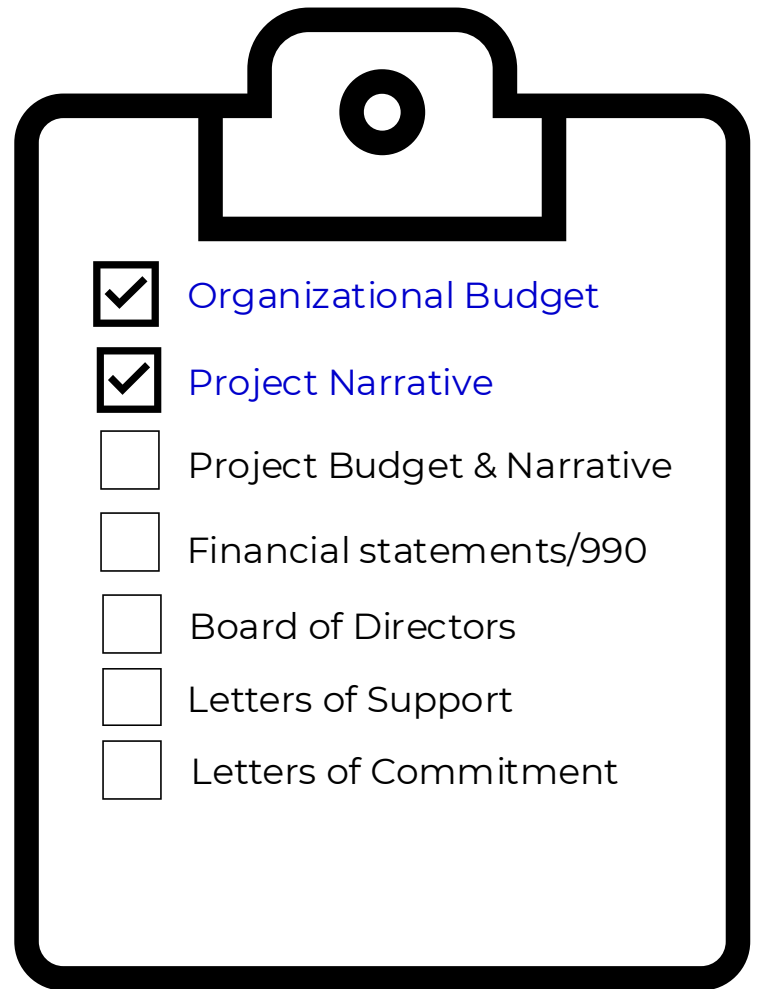 Organizational Budget
Project Narrative
Project Budget & Narrative
Financial statements/990
Board of Directors
Letters of Support
Letters of Commitment